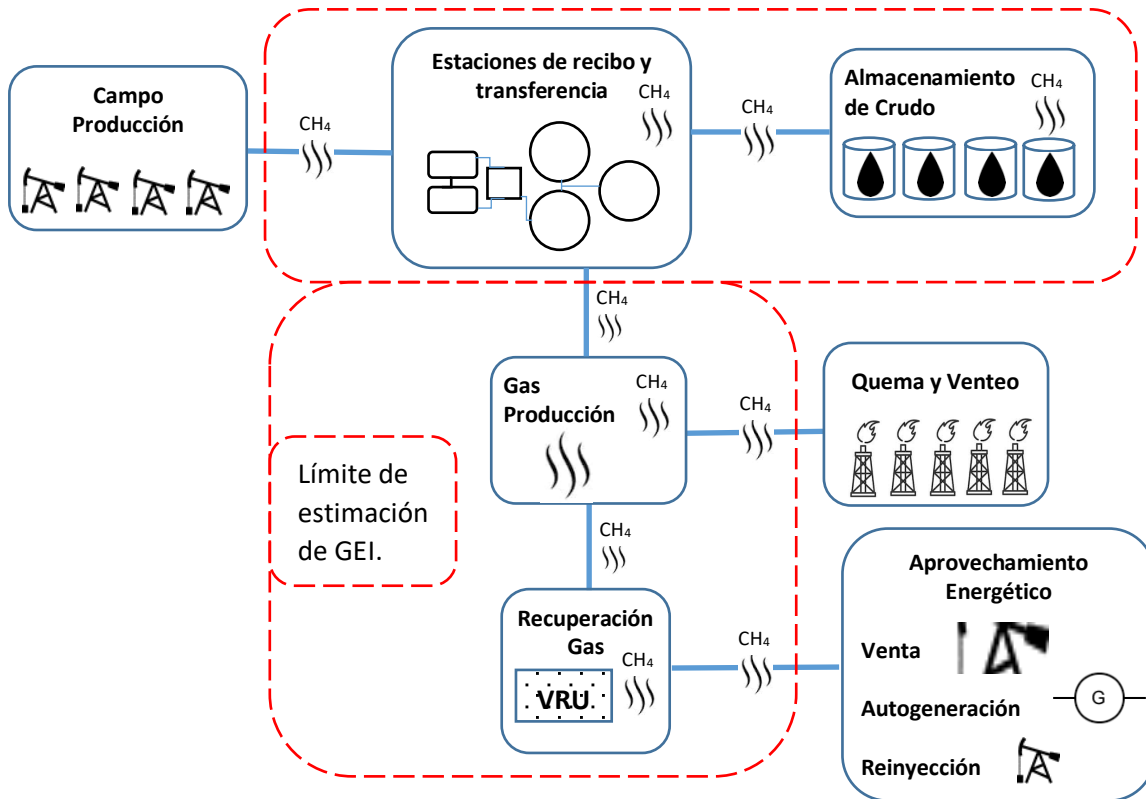 Campo
Producción
CH₄
Estaciones de recibo y
transferencia
CH₄
CH₄
Almacenamiento
de Crudo
CH₄
CH₄
Gas
Producción
CH₄
CH₄
Quema y Venteo
Límite de
estimación
de GEI.
CH₄
Recuperación
Gas
CH₄
VRU
CH₄
Aprovechamiento
Energético
Venta
Autogeneración
G
Reinyección